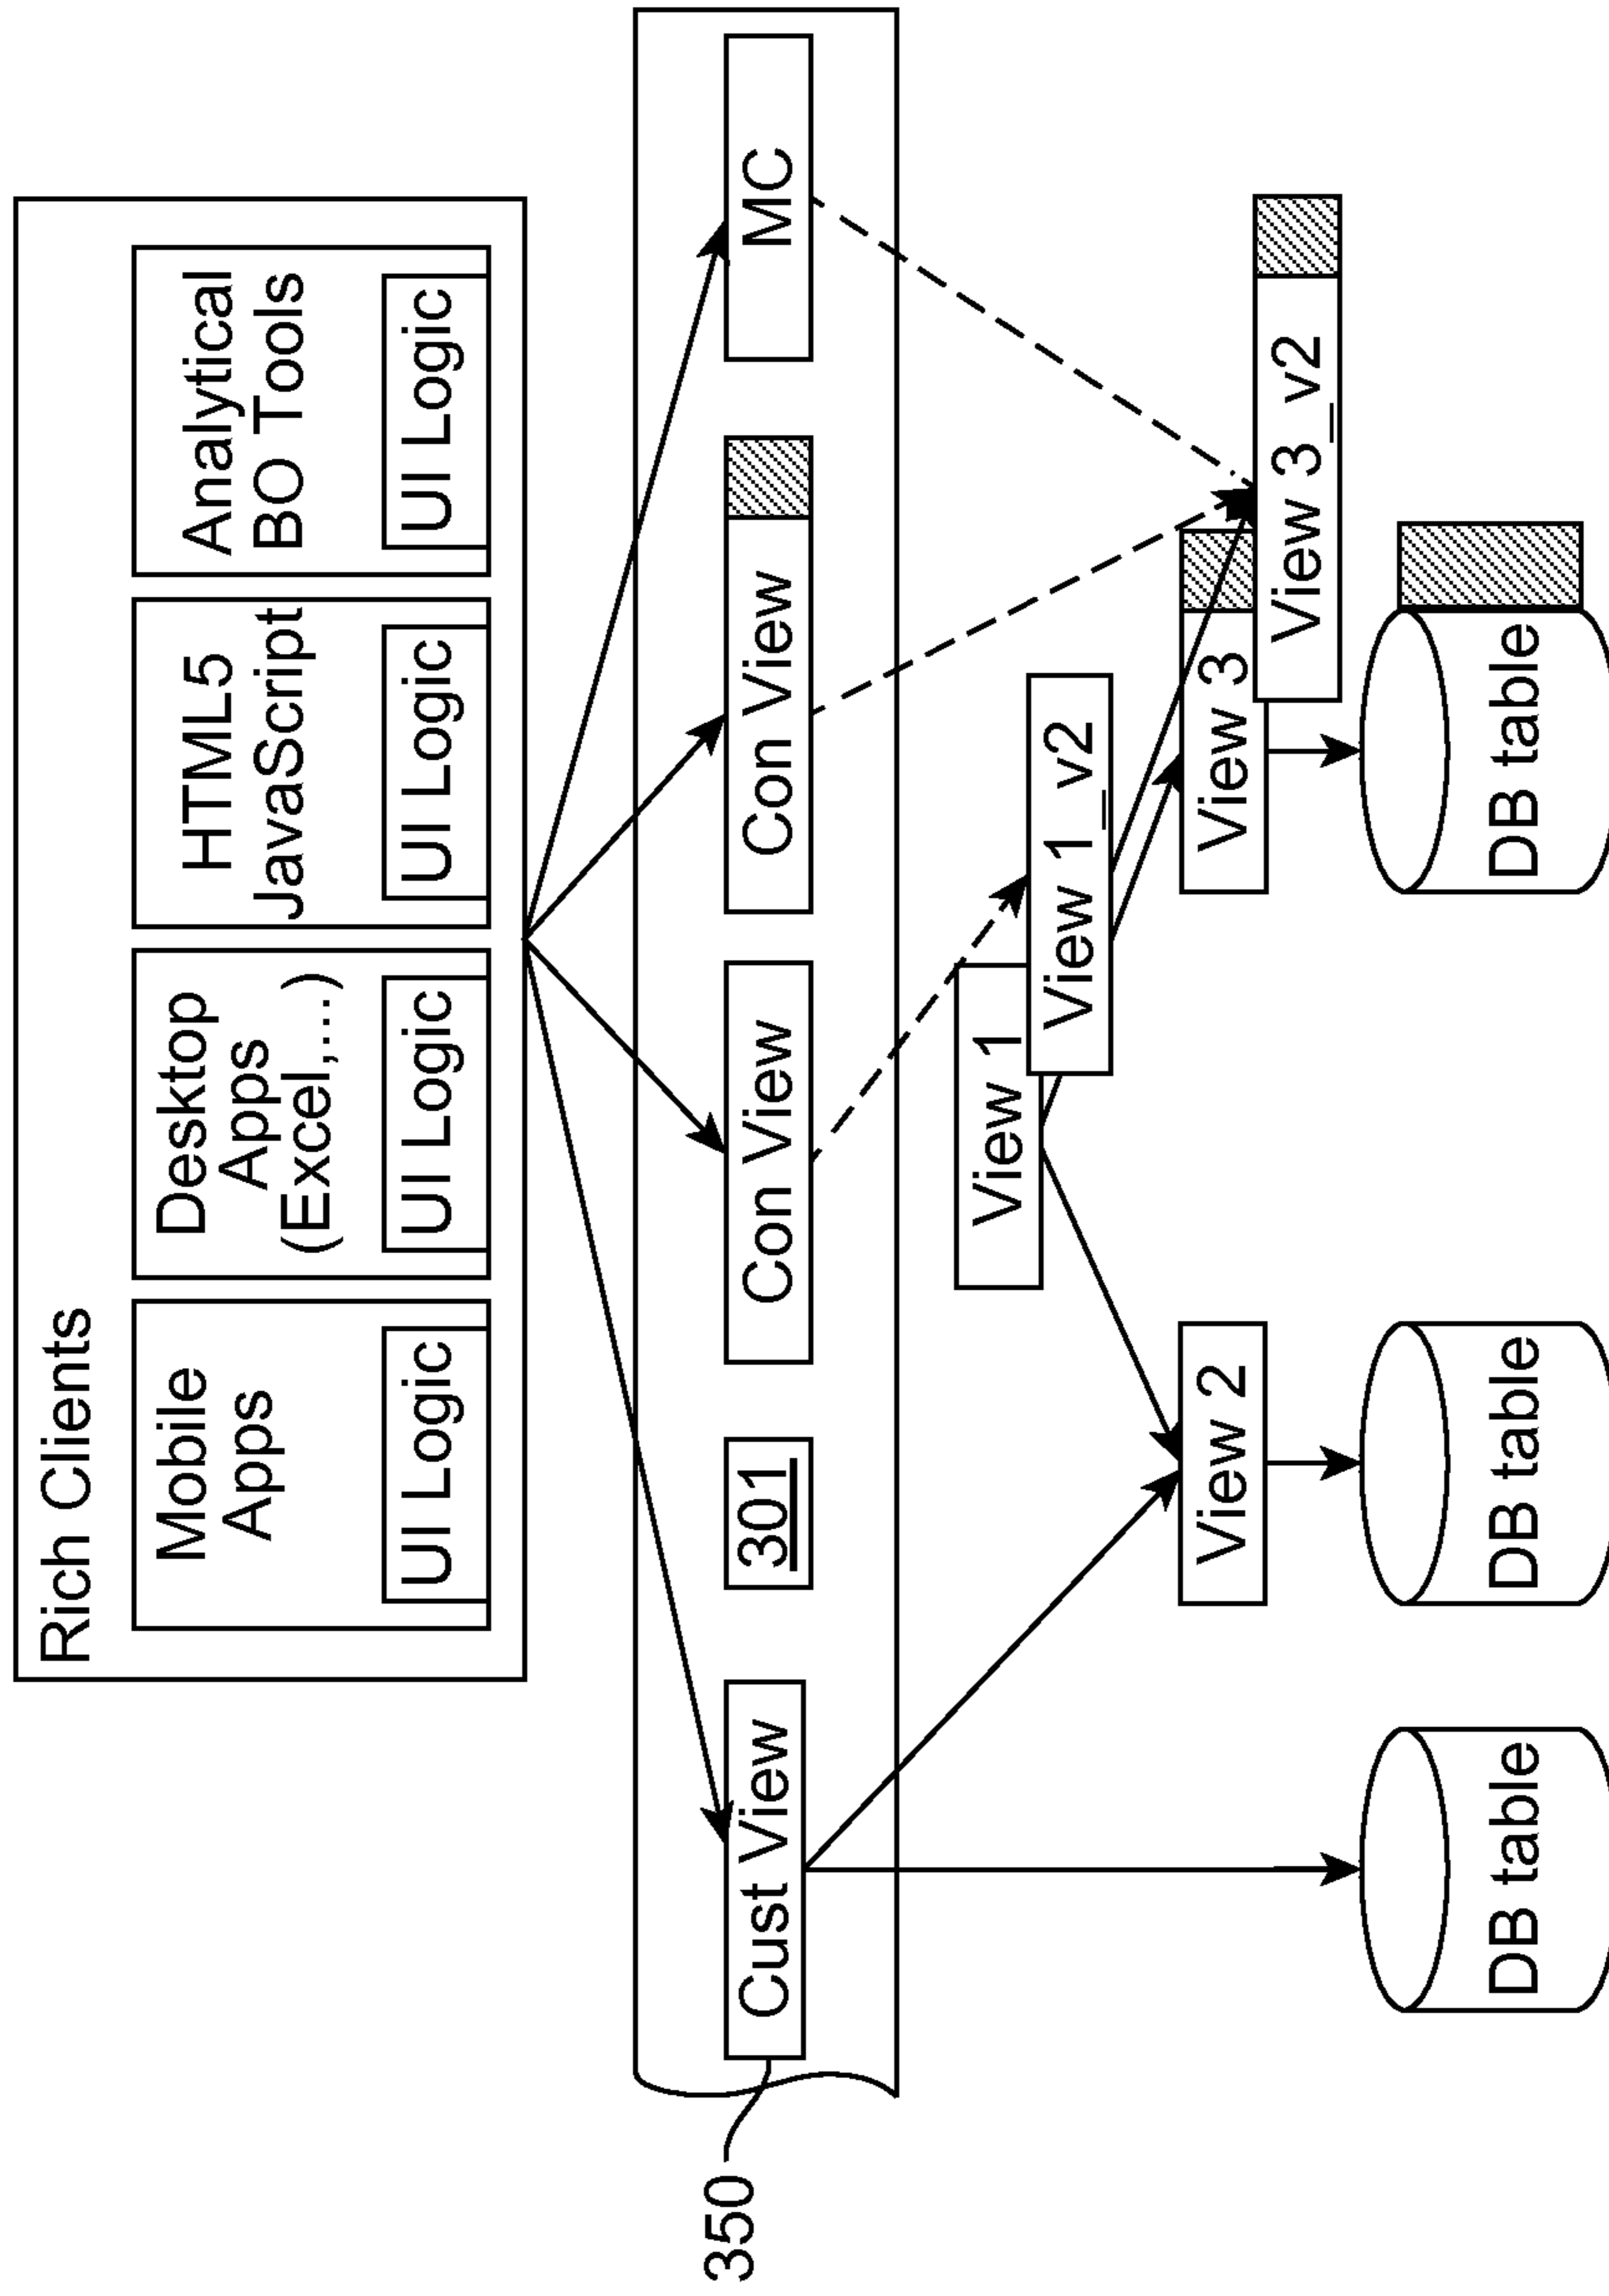 Rich Clients
Mobile
Apps
UI Logic
Desktop
Apps
(Excel,...)
UI Logic
HTML5
JavaScript
UI Logic
Analytical
BO Tools
UI Logic
350
Cust View
301
Con View
Con View
MC
View 1
View 1_v2
View 2
View 3
View 3_v2
DB table
DB table
DB table